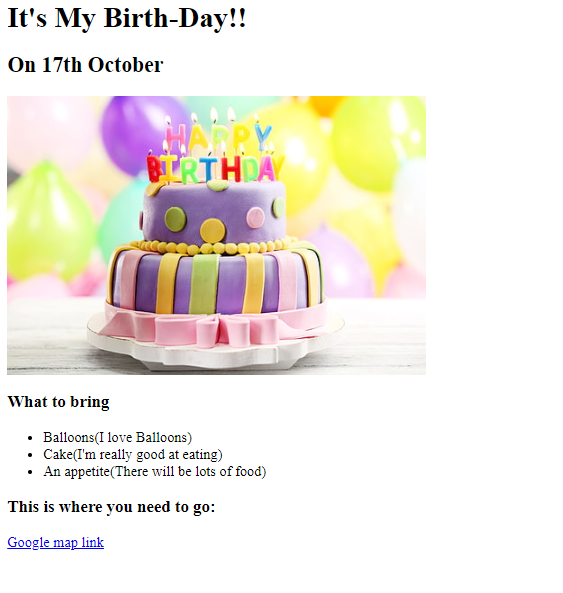 It's My Birth-Day!!
On 17th October
HAPPY
BIRTHDAY
What to bring
Balloons(I love Balloons)
Cake(I'm really good at eating)
An appetite(There will be lots of food)
This is where you need to go:
Google map link